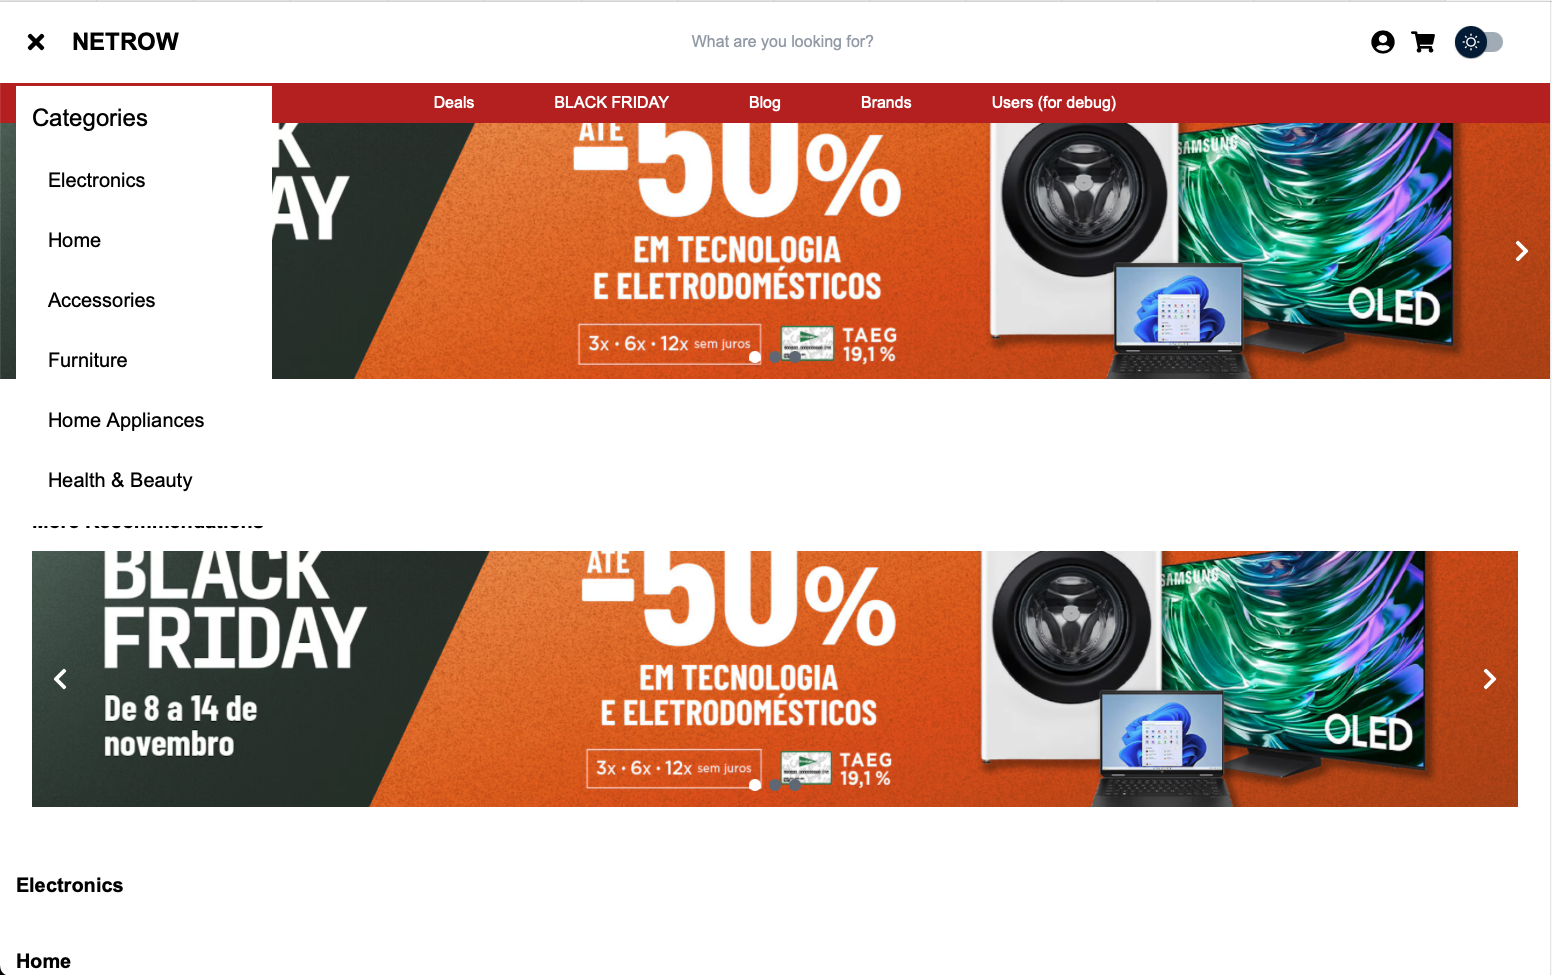 NETROW
What are you looking for?
Deals
BLACK FRIDAY
Blog
Brands
Users (for debug)
Categories
Electronics
Home
Accessories
Furniture
Home Appliances
Health & Beauty
ATÉ
-50%
EM TECNOLOGIA
E ELETRODOMÉSTICOS
3x • 6x • 12x sem juros
TAEG
19,1 %
SAMSUNG
OLED
More Recommendations
BLACK
FRIDAY
De 8 a 14 de
novembro
ATÉ
-50%
EM TECNOLOGIA
E ELETRODOMÉSTICOS
3x • 6x • 12x sem juros
TAEG
19,1 %
SAMSUNG
OLED
Electronics
Home